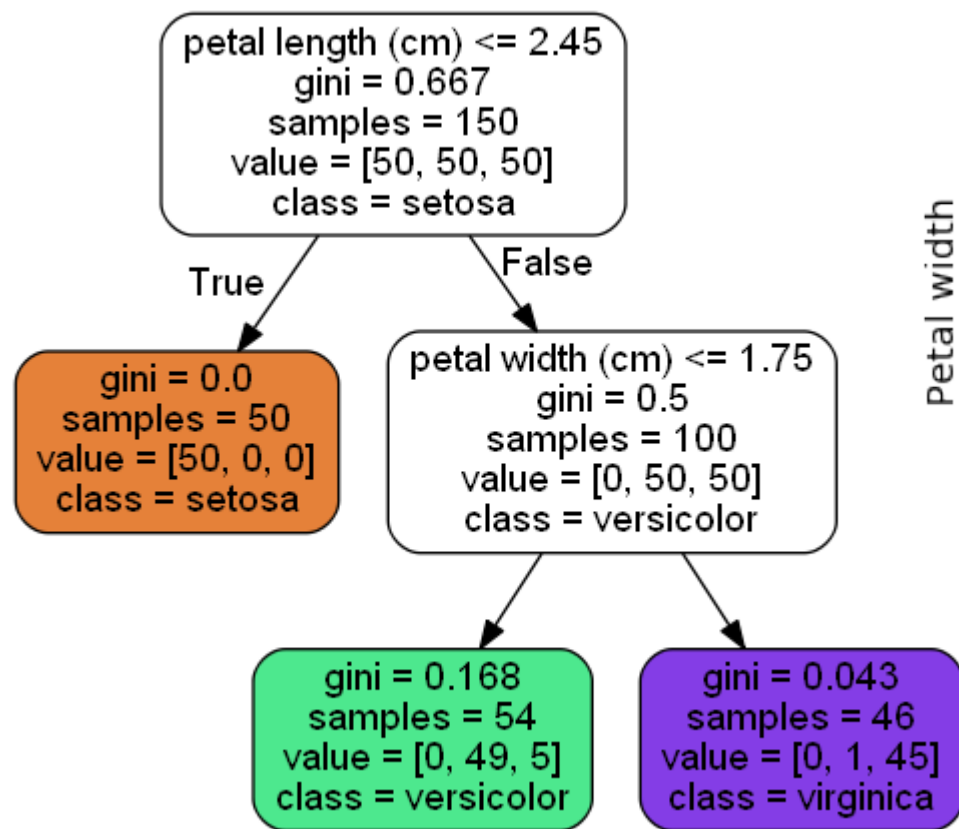 petal length (cm) <= 2.45
gini = 0.667
samples = 150
value = [50, 50, 50]
class = setosa
True
False
gini = 0.0
samples = 50
value = [50, 0, 0]
class = setosa
petal width (cm) <= 1.75
gini = 0.5
samples = 100
value = [0, 50, 50]
class = versicolor
gini = 0.168
samples = 54
value = [0, 49, 5]
class = versicolor
gini = 0.043
samples = 46
value = [0, 1, 45]
class = virginica
Petal width